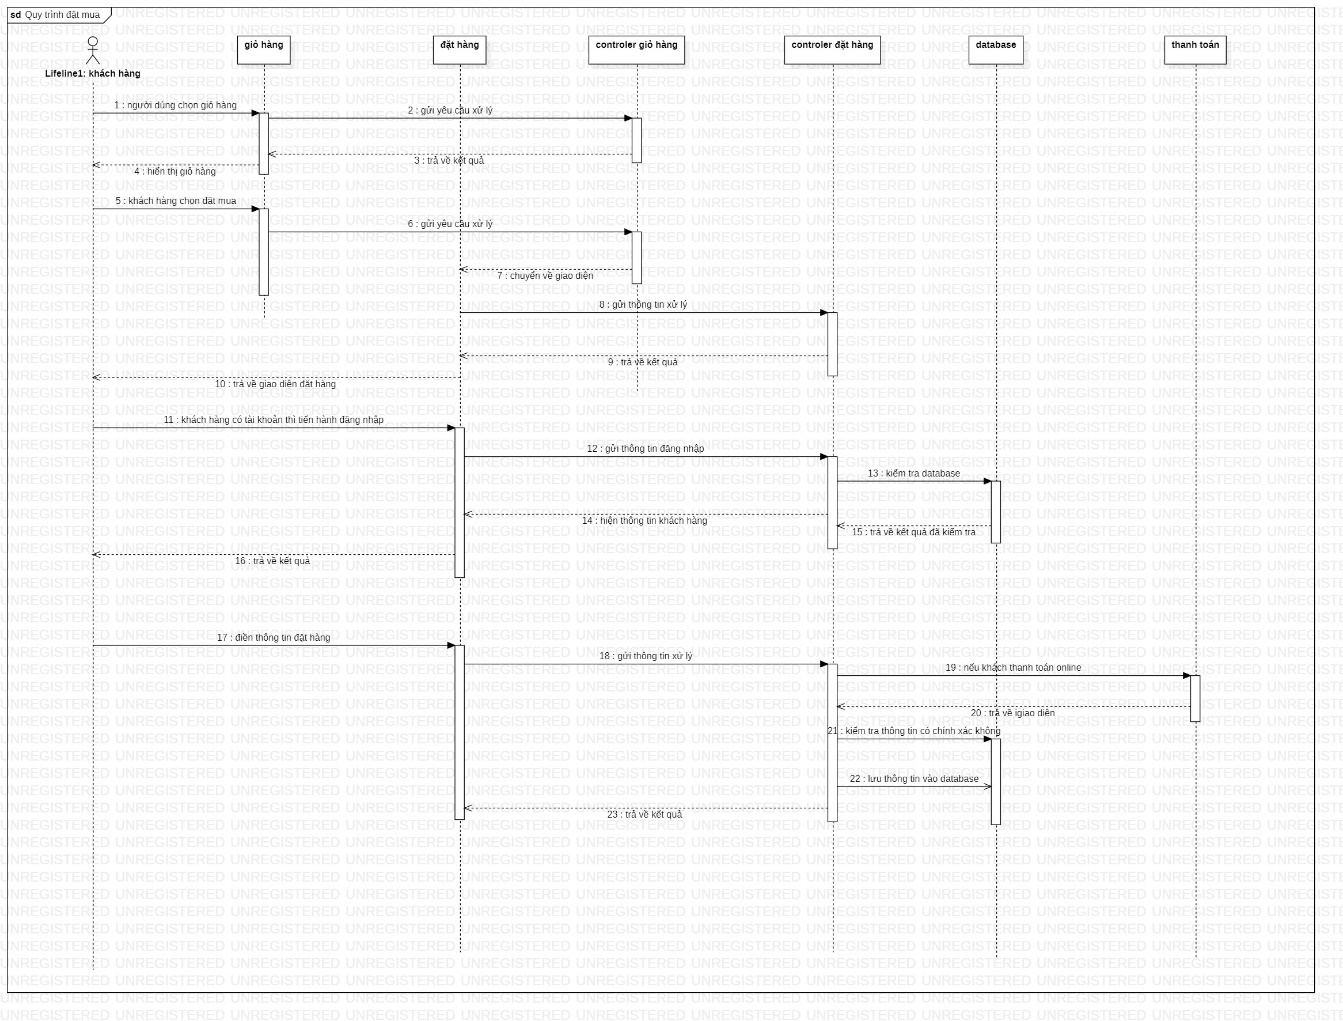 sd Quy trình đặt mua
giỏ hàng
đặt hàng
controler giỏ hàng
controler đặt hàng
database
thanh toán
Lifeline1: khách hàng
1 : người dùng chọn giỏ hàng
2 : gửi yêu cầu xử lý
3 : trả về kết quả
4 : hiển thị giỏ hàng
5 : khách hàng chọn đặt mua
6 : gửi yêu cầu xử lý
7 : chuyển về giao diện
8 : gửi thông tin xử lý
9 : trả về kết quả
10 : trả về giao diện đặt hàng
11 : khách hàng có tài khoản thì tiến hành đăng nhập
12 : gửi thông tin đăng nhập
13 : kiểm tra database
14 : hiện thông tin khách hàng
15 : trả về kết quả đã kiểm tra
16 : trả về kết quả
17 : điền thông tin đặt hàng
18 : gửi thông tin xử lý
19 : nếu khách thanh toán online
20 : trả về igiao diện
21 : kiểm tra thông tin có chính xác không
22 : lưu thông tin vào database
23 : trả về kết quả
UNREGISTERED